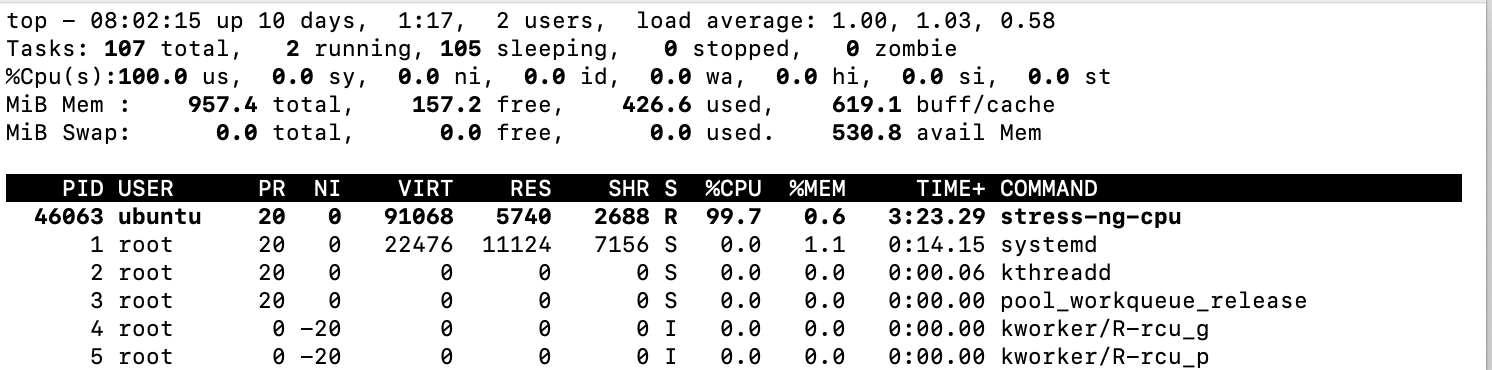 top - 08:02:15 up 10 days,  1:17,  2 users,  load average: 1.00, 1.03, 0.58
Tasks: 107 total,   2 running, 105 sleeping,   0 stopped,   0 zombie
%Cpu(s):100.0 us,  0.0 sy,  0.0 ni,  0.0 id,  0.0 wa,  0.0 hi,  0.0 si,  0.0 st
MiB Mem :    957.4 total,    157.2 free,    426.6 used,    619.1 buff/cache
MiB Swap:      0.0 total,      0.0 free,      0.0 used.    530.8 avail Mem
    PID USER      PR  NI    VIRT    RES    SHR S  %CPU  %MEM     TIME+ COMMAND
  46063 ubuntu    20   0   91068   5740   2688 R  99.7   0.6   3:23.29 stress-ng-cpu
      1 root      20   0   22476  11124   7156 S   0.0   1.1   0:14.15 systemd
      2 root      20   0       0      0      0 S   0.0   0.0   0:00.06 kthreadd
      3 root      20   0       0      0      0 S   0.0   0.0   0:00.00 pool_workqueue_release
      4 root       0 -20       0      0      0 I   0.0   0.0   0:00.00 kworker/R-rcu_g
      5 root       0 -20       0      0      0 I   0.0   0.0   0:00.00 kworker/R-rcu_p